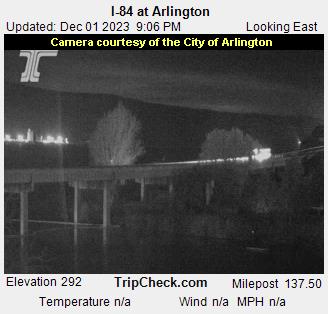 I-84 at Arlington
Updated: Dec 01 2023 9:06 PM Looking East
Camera courtesy of the City of Arlington
Elevation 292 TripCheck.com Milepost 137.50
Temperature n/a Wind n/a MPH n/a